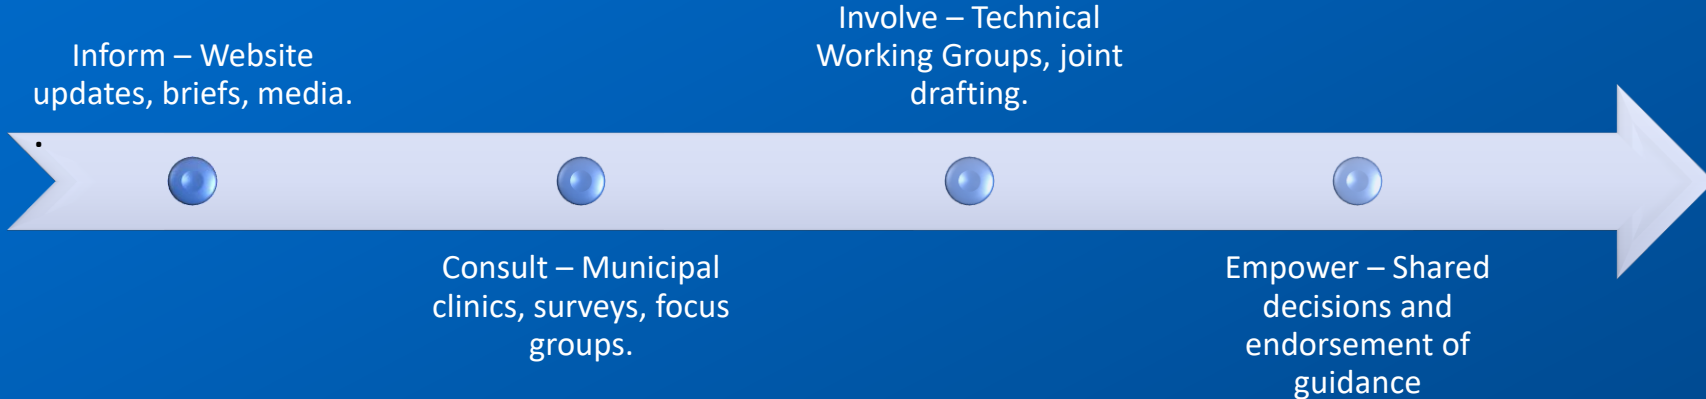 Inform – Website
updates, briefs, media.
Involve – Technical
Working Groups, joint
drafting.
Consult – Municipal
clinics, surveys, focus
groups.
Empower – Shared
decisions and
endorsement of
guidance